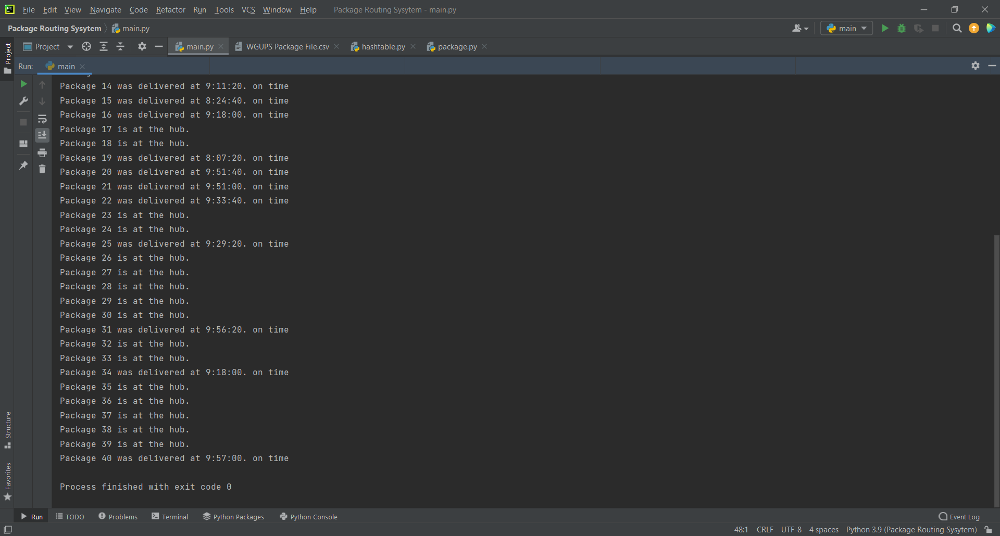 File Edit View Navigate Code Refactor Run Tools VCS Window Help Package Routing Sysytem - main.py
Package Routing Sysytem main.py main
Project Project main.py WGUPS Package File.csv hashtable.py package.py
Run: main
Package 14 was delivered at 9:11:20. on time
Package 15 was delivered at 8:24:40. on time
Package 16 was delivered at 9:18:00. on time
Package 17 is at the hub.
Package 18 is at the hub.
Package 19 was delivered at 8:07:20. on time
Package 20 was delivered at 9:51:40. on time
Package 21 was delivered at 9:51:00. on time
Package 22 was delivered at 9:33:40. on time
Package 23 is at the hub.
Package 24 is at the hub.
Package 25 was delivered at 9:29:20. on time
Package 26 is at the hub.
Package 27 is at the hub.
Package 28 is at the hub.
Package 29 is at the hub.
Package 30 is at the hub.
Package 31 was delivered at 9:56:20. on time
Package 32 is at the hub.
Package 33 is at the hub.
Package 34 was delivered at 9:18:00. on time
Package 35 is at the hub.
Package 36 is at the hub.
Package 37 is at the hub.
Package 38 is at the hub.
Package 39 is at the hub.
Package 40 was delivered at 9:57:00. on time
Process finished with exit code 0
Structure
Favorites
Run TODO Problems Terminal Python Packages Python Console Event Log
48:1 CRLF UTF-8 4 spaces Python 3.9 (Package Routing Sysytem)